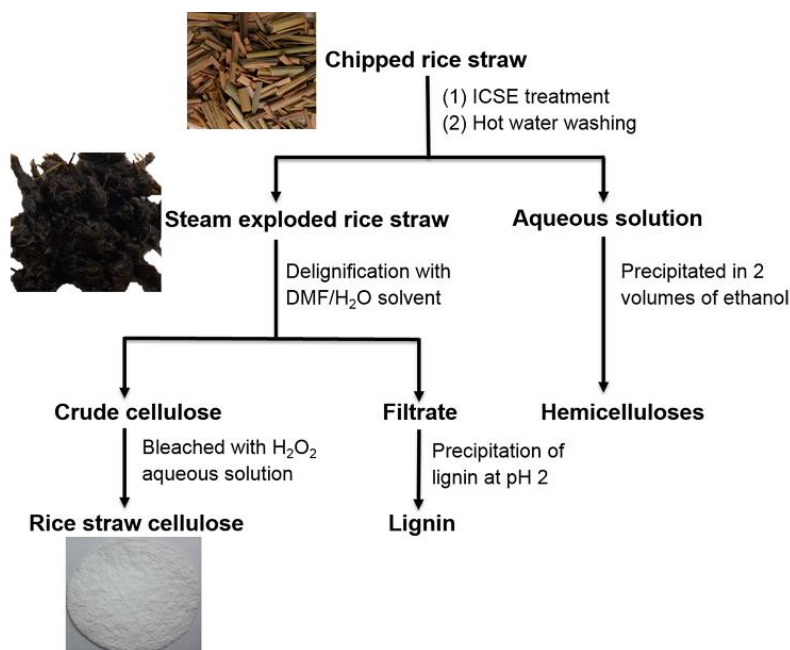 Chipped rice straw
(1) ICSE treatment
(2) Hot water washing
Steam exploded rice straw
Aqueous solution
Delignification with
DMF/H₂O solvent
Precipitated in 2
volumes of ethanol
Crude cellulose
Filtrate
Hemicelluloses
Bleached with H₂O₂
aqueous solution
Precipitation of
lignin at pH 2
Rice straw cellulose
Lignin